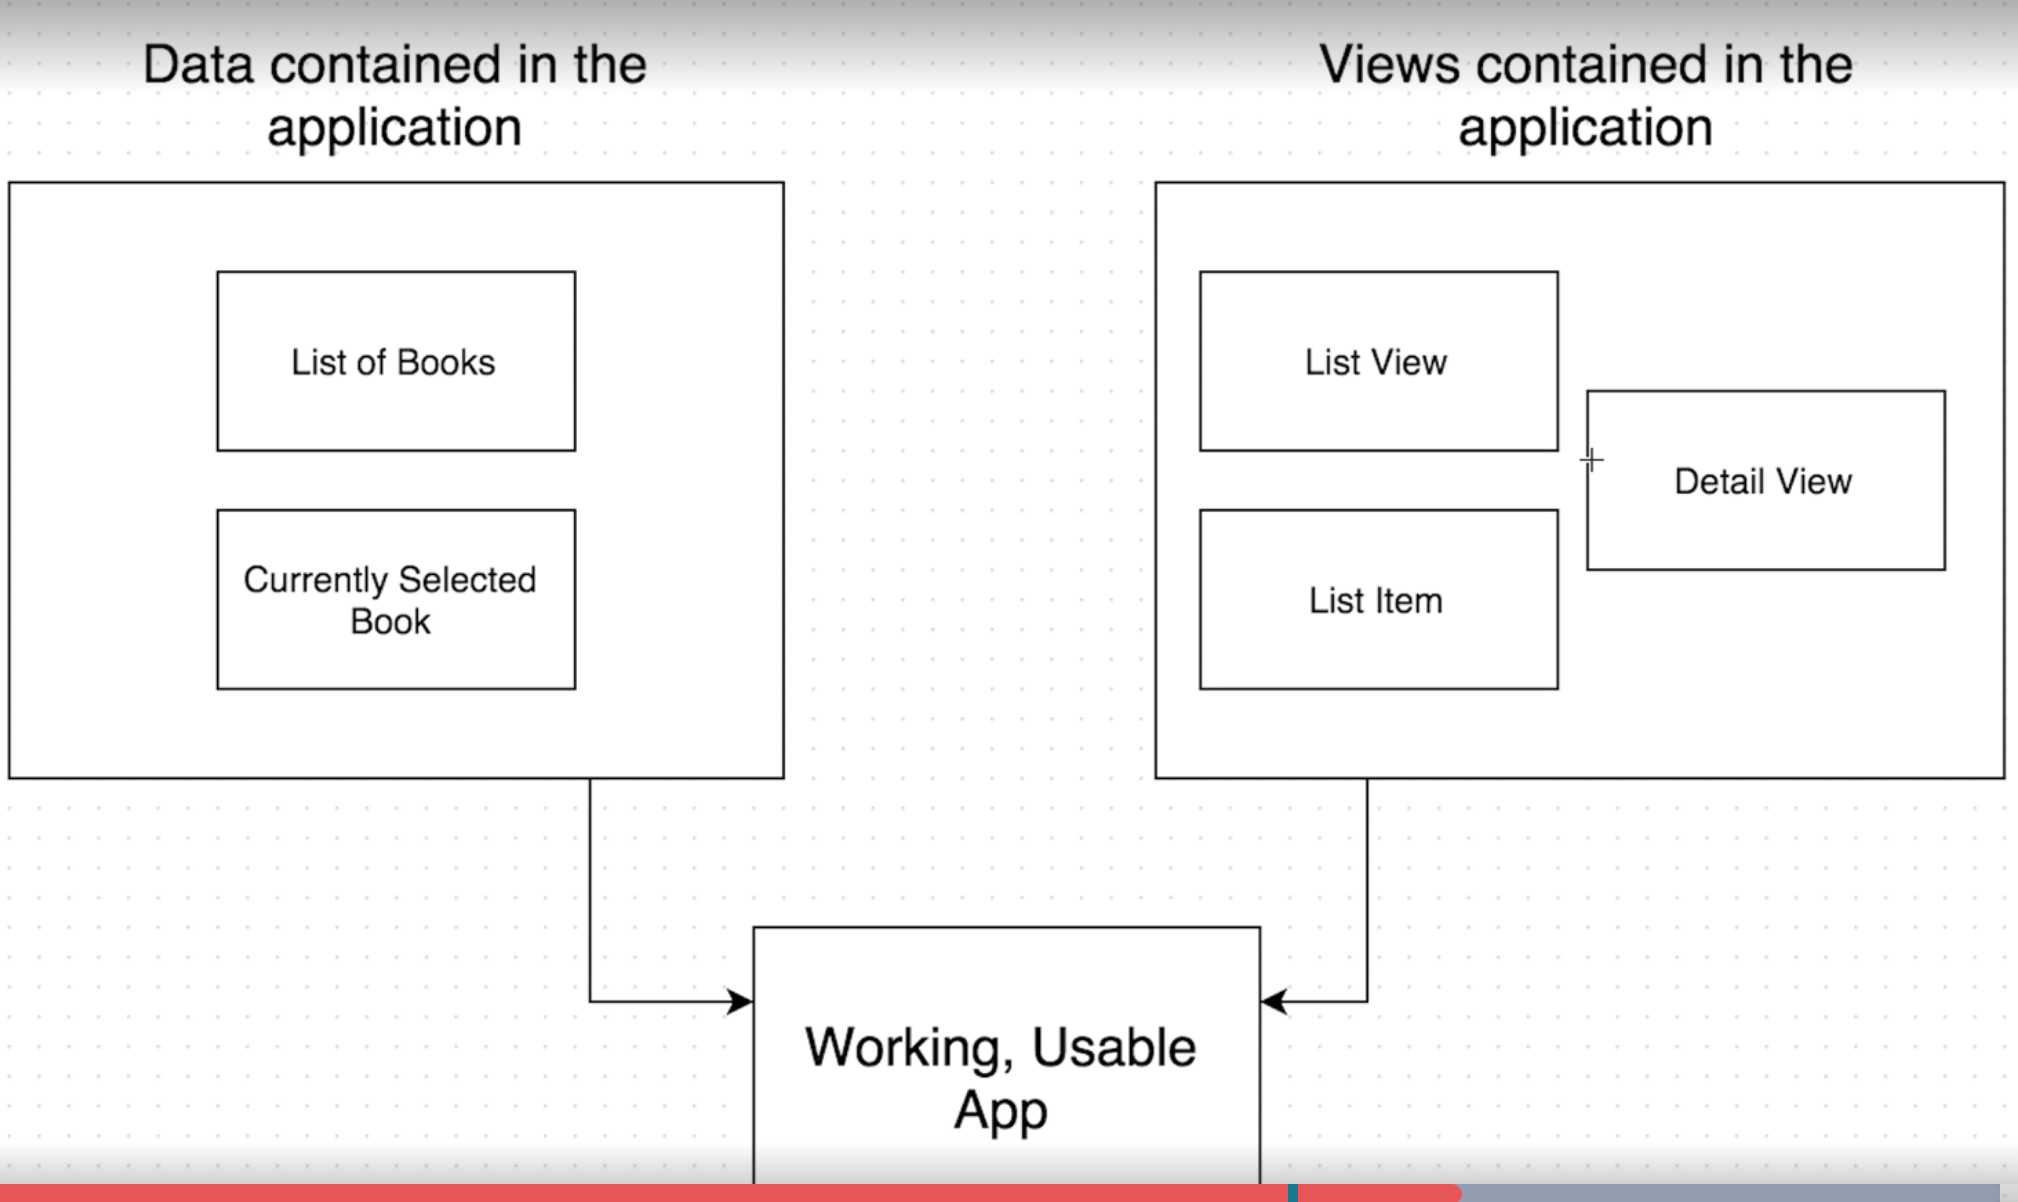 Data contained in the
application
Views contained in the
application
List of Books
Currently Selected
Book
List View
Detail View
List Item
Working, Usable
App